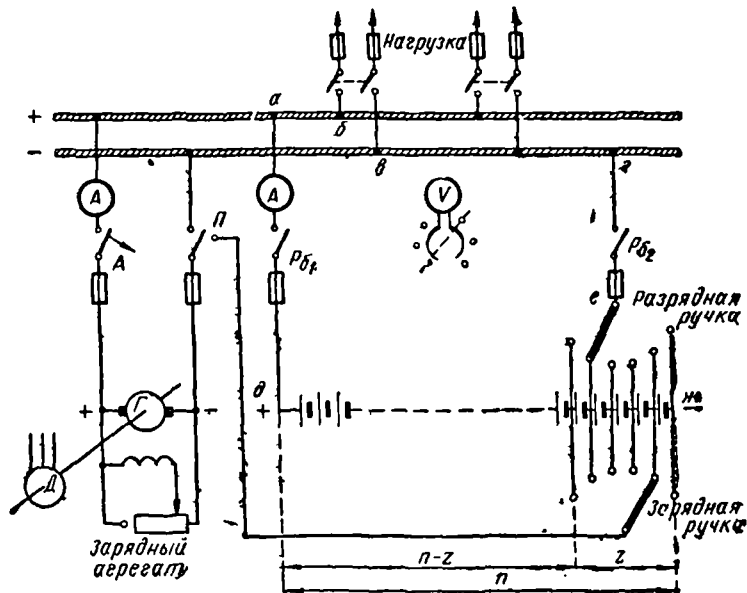 Нагрузка
+
а
б
-
в
г
А
А
V
П
А
Рб1
Рб2
е
Разрядная
ручка
+
Г
-
д
+
Д
Зарядная
ручка
Зарядный
агрегат
n-z
z
n